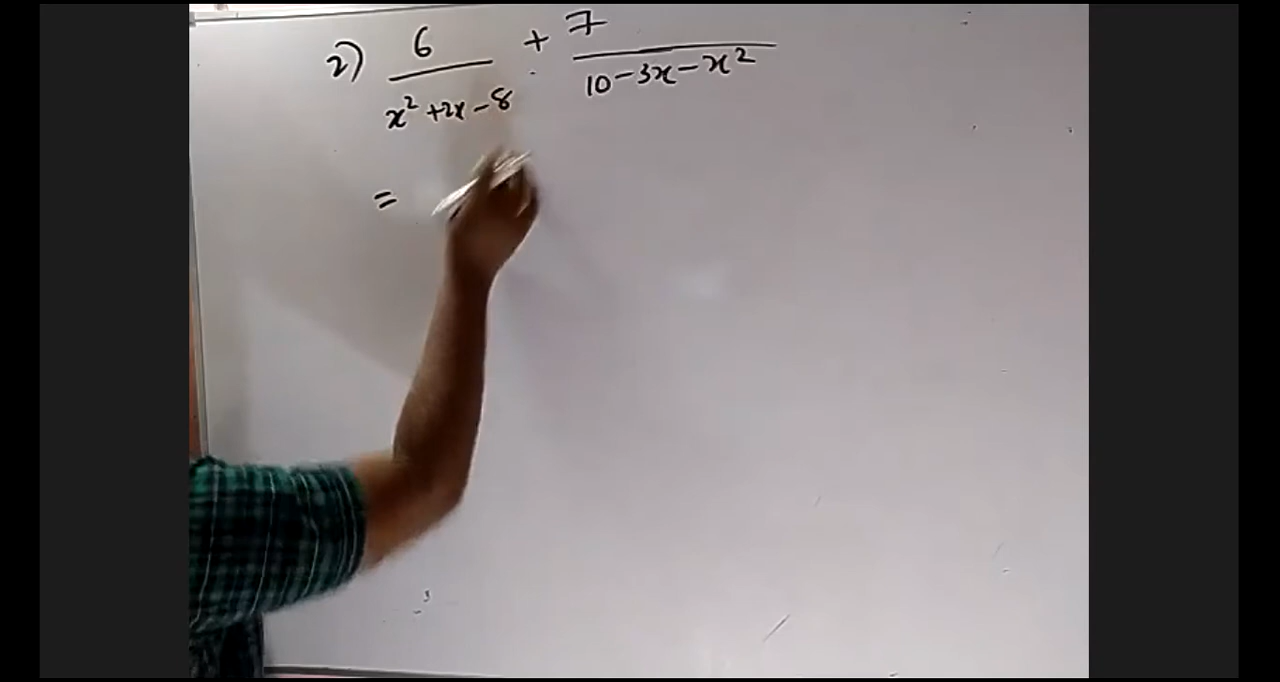 2) 6/(x² + 2x - 8) + 7/(10 - 3x - x²)
=